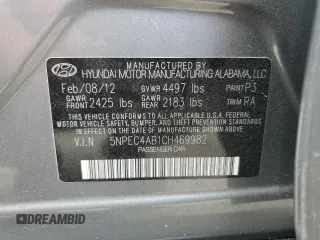 MANUFACTURED BY
HYUNDAI MOTOR MANUFACTURING ALABAMA, LLC
Feb/08/12 GVWR 4497 lbs PAINT P3
GAWR FRONT 2425 lbs GAWR REAR 2183 lbs TRIM RA
THIS VEHICLE CONFORMS TO ALL APPLICABLE U.S.A FEDERAL
MOTOR VEHICLE SAFETY, BUMPER, AND THEFT PREVENTION
STANDARDS IN EFFECT ON THE DATE OF MANUFACTURE SHOWN ABOVE.
V.I.N 5NPEC4AB1CH469982
PASSENGER CAR